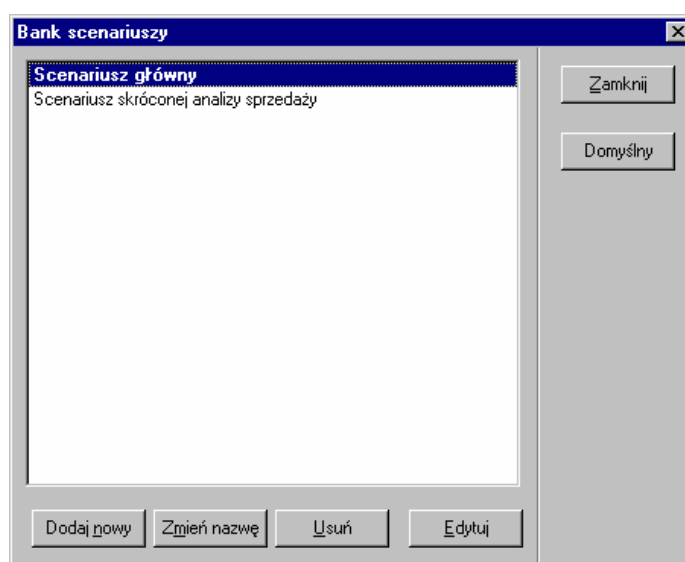 Bank scenariuszy
Scenariusz główny
Scenariusz skróconej analizy sprzedaży
Zamknij
Domyślny
Dodaj nowy
Zmień nazwę
Usuń
Edytuj